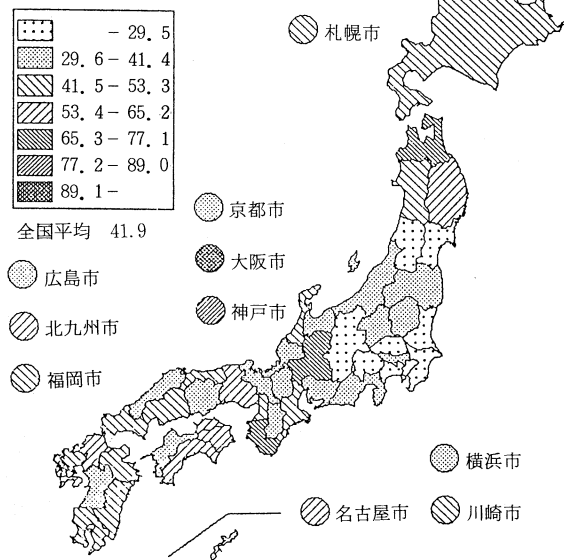 －29.5
29.6－41.4
41.5－53.3
53.4－65.2
65.3－77.1
77.2－89.0
89.1－
全国平均　41.9
札幌市
京都市
大阪市
神戸市
広島市
北九州市
福岡市
横浜市
名古屋市
川崎市